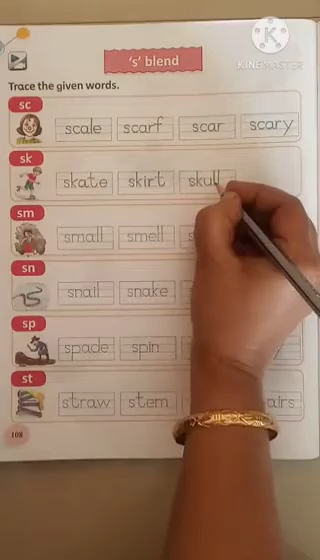 KINEMASTER
's' blend
Trace the given words.
sc
scale scarf scar scary
sk
skate skirt skull
sm
small smell
sn
snail snake
sp
spade spin
st
straw stem
108